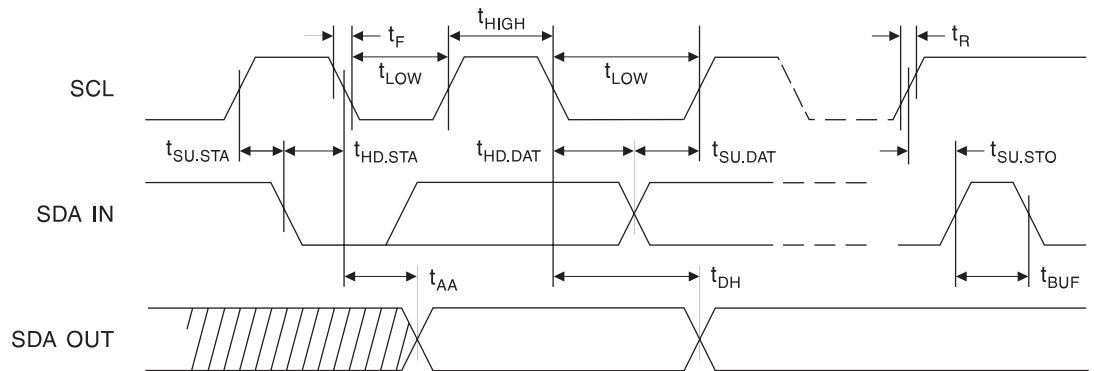 tHIGH
tF
tR
tLOW
tLOW
SCL
tSU.STA
tHD.STA
tHD.DAT
tSU.DAT
tSU.STO
SDA IN
tAA
tDH
tBUF
SDA OUT